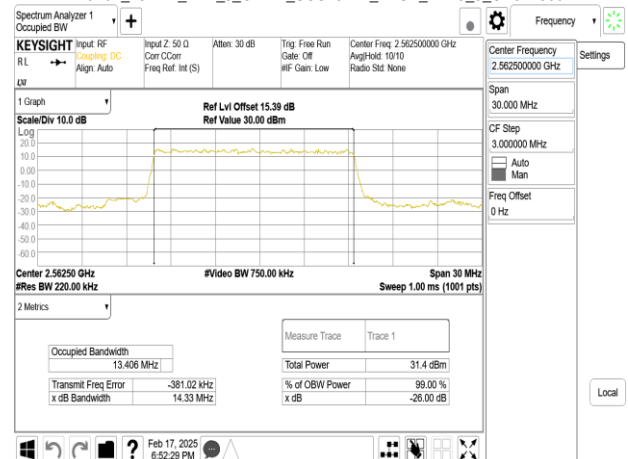 Spectrum Analyzer 1
Occupied BW
Frequency
KEYSIGHT
RL
Input: RF
Coupling: DC
Align: Auto
Input Z: 50 Ω
Corr CCorr
Freq Ref: Int (S)
Atten: 30 dB
Trig: Free Run
Gate: Off
#IF Gain: Low
Center Freq: 2.562500000 GHz
Avg|Hold: 10/10
Radio Std: None
LXI
Center Frequency
2.562500000 GHz
Settings
Span
30.000 MHz
CF Step
3.000000 MHz
Auto
Man
Freq Offset
0 Hz
Local
1 Graph
Scale/Div 10.0 dB
Ref Lvl Offset 15.39 dB
Ref Value 30.00 dBm
Log
20.0
10.0
0.00
-10.0
-20.0
-30.0
-40.0
-50.0
-60.0
Center 2.56250 GHz
#Video BW 750.00 kHz
Span 30 MHz
#Res BW 220.00 kHz
Sweep 1.00 ms (1001 pts)
2 Metrics
Measure Trace Trace 1
Occupied Bandwidth
13.406 MHz
Total Power 31.4 dBm
Transmit Freq Error -381.02 kHz
% of OBW Power 99.00 %
x dB Bandwidth 14.33 MHz
x dB -26.00 dB
Feb 17, 2025
6:52:29 PM